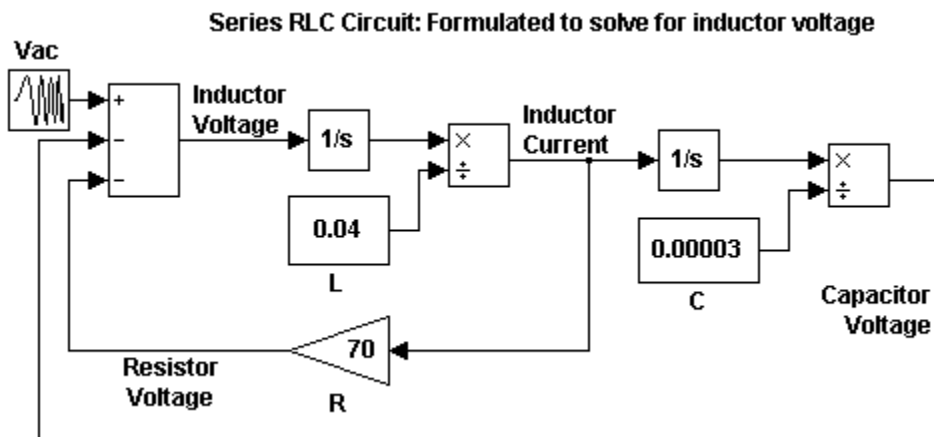 Series RLC Circuit: Formulated to solve for inductor voltage
Vac
+
−
−
Inductor
Voltage
1/s
×
÷
Inductor
Current
1/s
×
÷
0.04
L
0.00003
C
Capacitor
Voltage
70
R
Resistor
Voltage